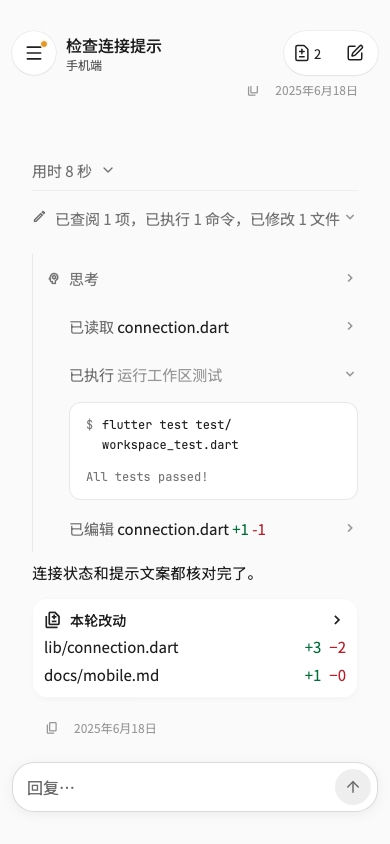 检查连接提示
手机端
2
2025年6月18日
用时 8 秒
已查阅 1 项，已执行 1 命令，已修改 1 文件
思考
已读取 connection.dart
已执行 运行工作区测试
$ flutter test test/
workspace_test.dart
All tests passed!
已编辑 connection.dart +1 -1
连接状态和提示文案都核对完了。
本轮改动
lib/connection.dart +3 −2
docs/mobile.md +1 −0
2025年6月18日
回复…